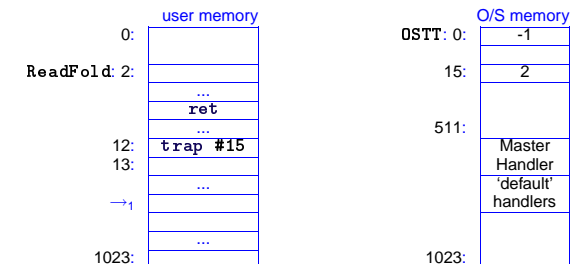 user memory
O/S memory
0:
OSTT: 0: -1
ReadFold: 2:
15: 2
...
ret
...
511:
12: trap #15
Master
13:
Handler
...
'default'
→1
handlers
...
1023:
1023: